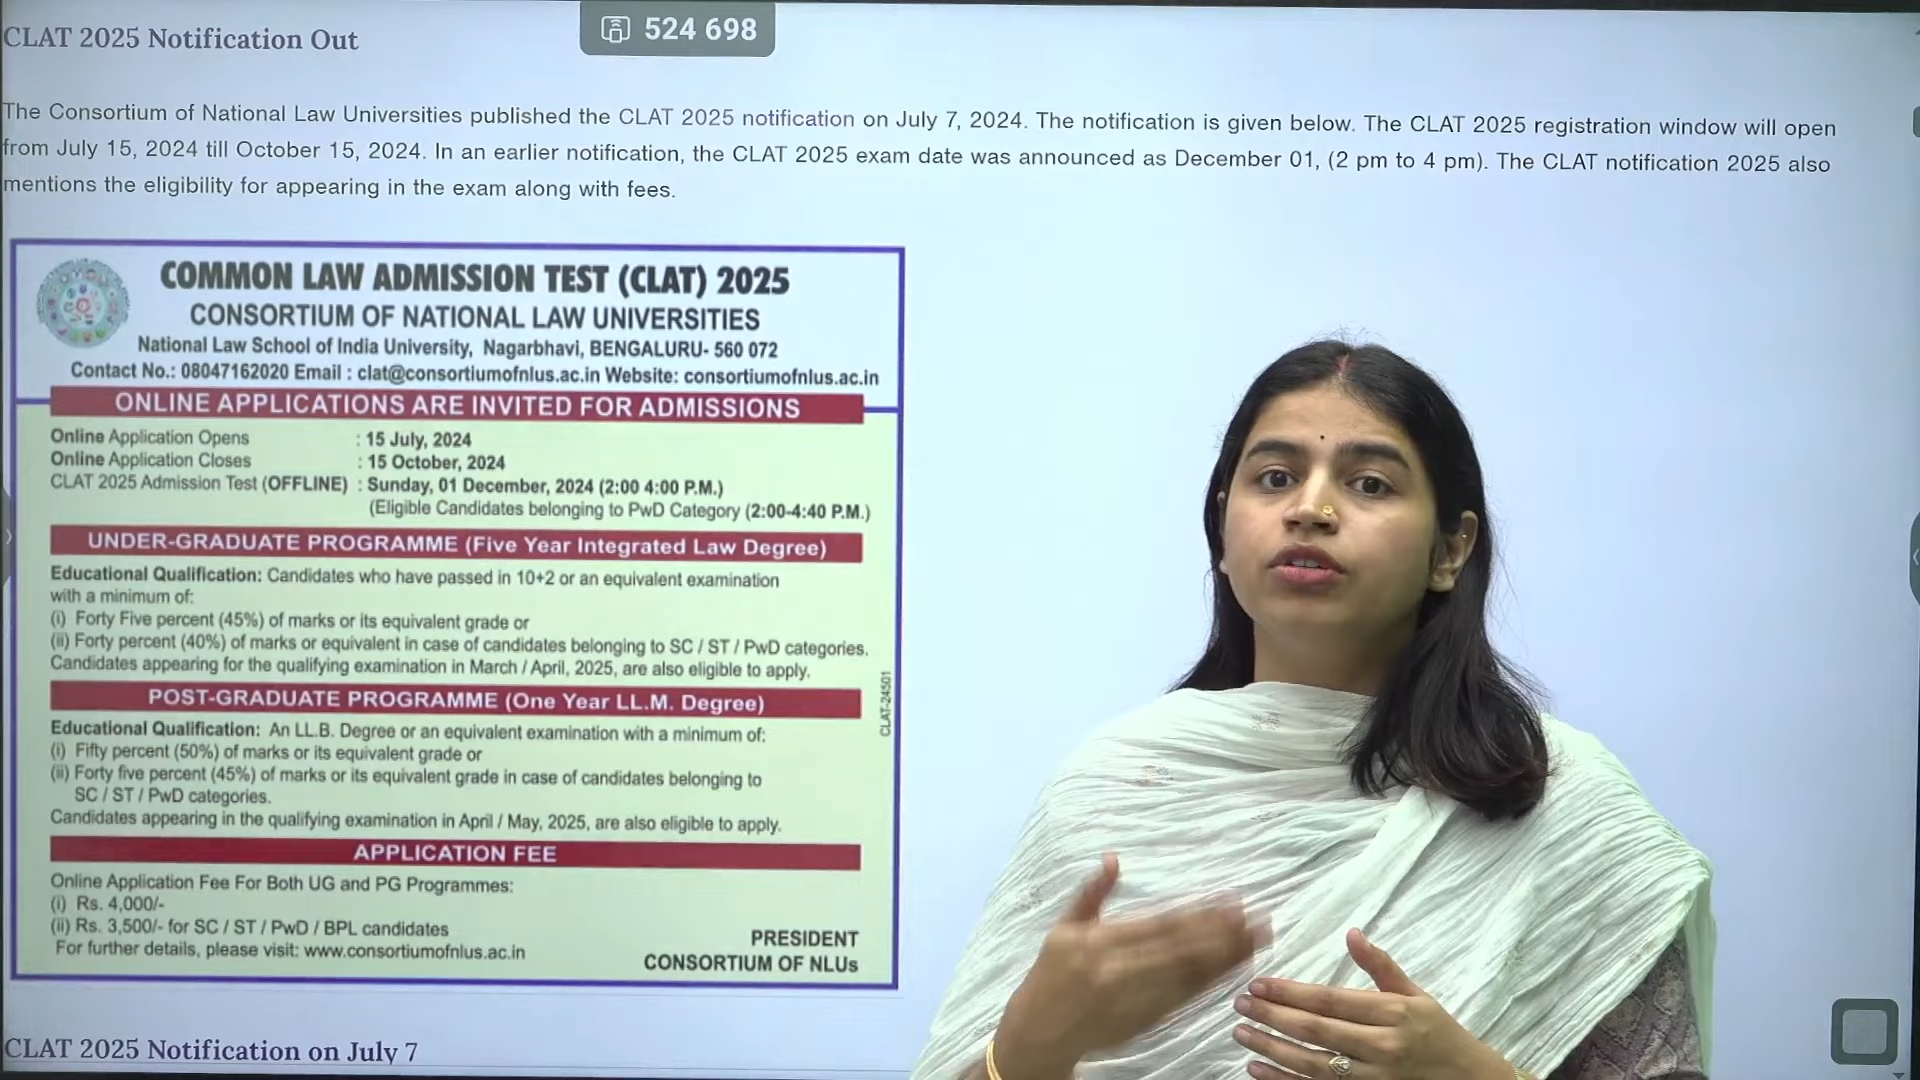 CLAT 2025 Notification Out
524 698
The Consortium of National Law Universities published the CLAT 2025 notification on July 7, 2024. The notification is given below. The CLAT 2025 registration window will open
from July 15, 2024 till October 15, 2024. In an earlier notification, the CLAT 2025 exam date was announced as December 01, (2 pm to 4 pm). The CLAT notification 2025 also
mentions the eligibility for appearing in the exam along with fees.
COMMON LAW ADMISSION TEST (CLAT) 2025
CONSORTIUM OF NATIONAL LAW UNIVERSITIES
National Law School of India University, Nagarbhavi, BENGALURU- 560 072
Contact No.: 08047162020 Email : clat@consortiumofnlus.ac.in Website: consortiumofnlus.ac.in
ONLINE APPLICATIONS ARE INVITED FOR ADMISSIONS
Online Application Opens : 15 July, 2024
Online Application Closes : 15 October, 2024
CLAT 2025 Admission Test (OFFLINE) : Sunday, 01 December, 2024 (2:00 4:00 P.M.)
(Eligible Candidates belonging to PwD Category (2:00-4:40 P.M.)
UNDER-GRADUATE PROGRAMME (Five Year Integrated Law Degree)
Educational Qualification: Candidates who have passed in 10+2 or an equivalent examination
with a minimum of:
(i) Forty Five percent (45%) of marks or its equivalent grade or
(ii) Forty percent (40%) of marks or equivalent in case of candidates belonging to SC / ST / PwD categories.
Candidates appearing for the qualifying examination in March / April, 2025, are also eligible to apply.
POST-GRADUATE PROGRAMME (One Year LL.M. Degree)
Educational Qualification: An LL.B. Degree or an equivalent examination with a minimum of:
(i) Fifty percent (50%) of marks or its equivalent grade or
(ii) Forty five percent (45%) of marks or its equivalent grade in case of candidates belonging to
SC / ST / PwD categories.
Candidates appearing in the qualifying examination in April / May, 2025, are also eligible to apply.
CLAT-24501
APPLICATION FEE
Online Application Fee For Both UG and PG Programmes:
(i) Rs. 4,000/-
(ii) Rs. 3,500/- for SC / ST / PwD / BPL candidates
For further details, please visit: www.consortiumofnlus.ac.in
PRESIDENT
CONSORTIUM OF NLUs
CLAT 2025 Notification on July 7